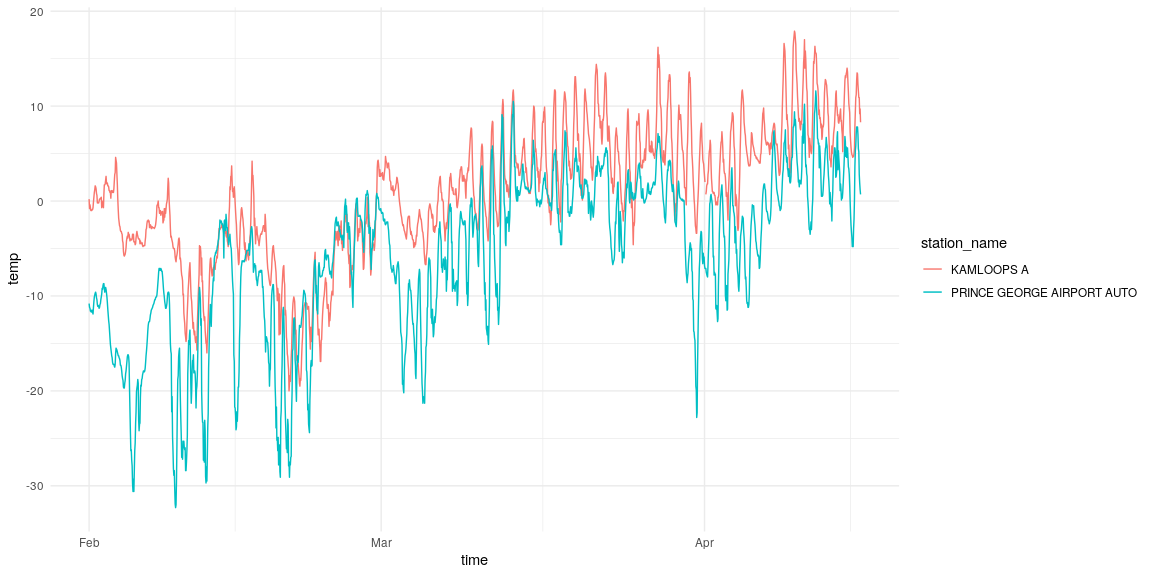 20
10
0
-10
-20
-30
temp
Feb
Mar
Apr
time
station_name
KAMLOOPS A
PRINCE GEORGE AIRPORT AUTO